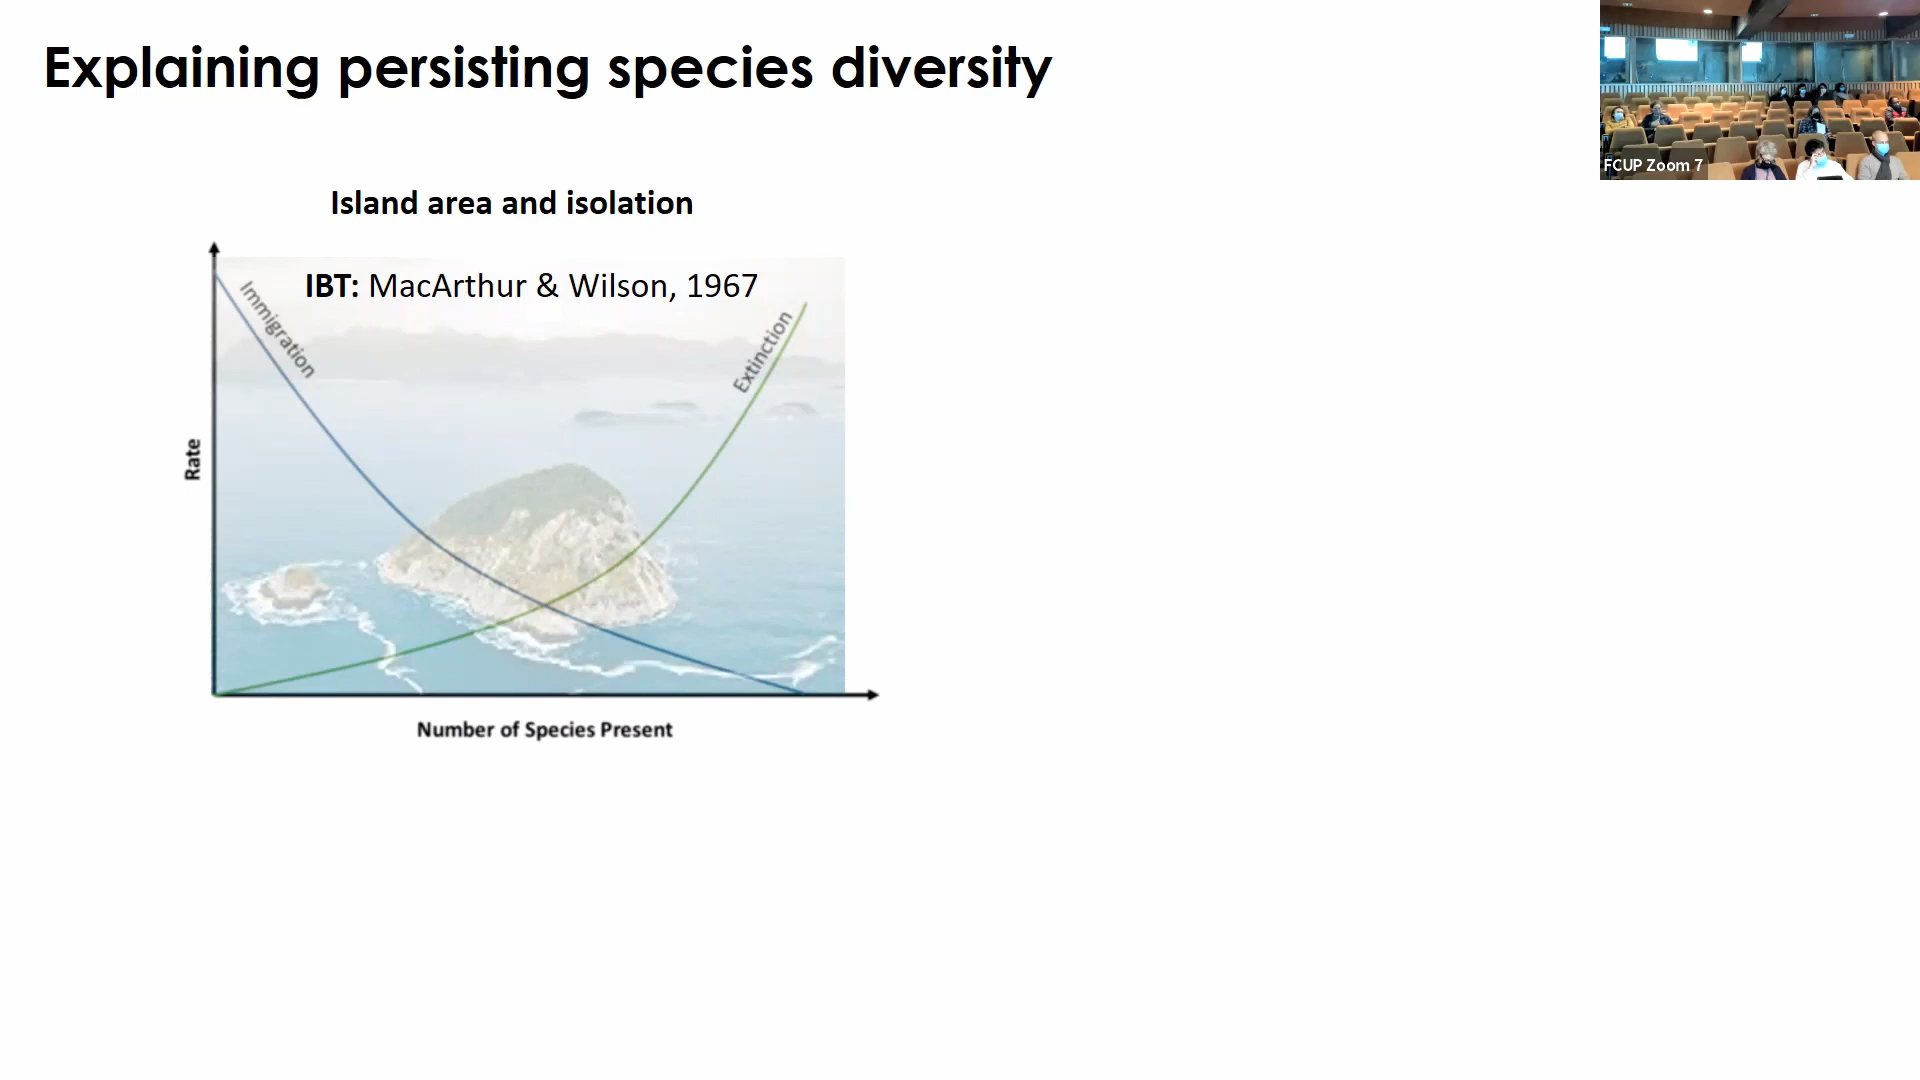 Explaining persisting species diversity
FCUP Zoom 7
Island area and isolation
IBT: MacArthur & Wilson, 1967
Immigration
Extinction
Rate
Number of Species Present